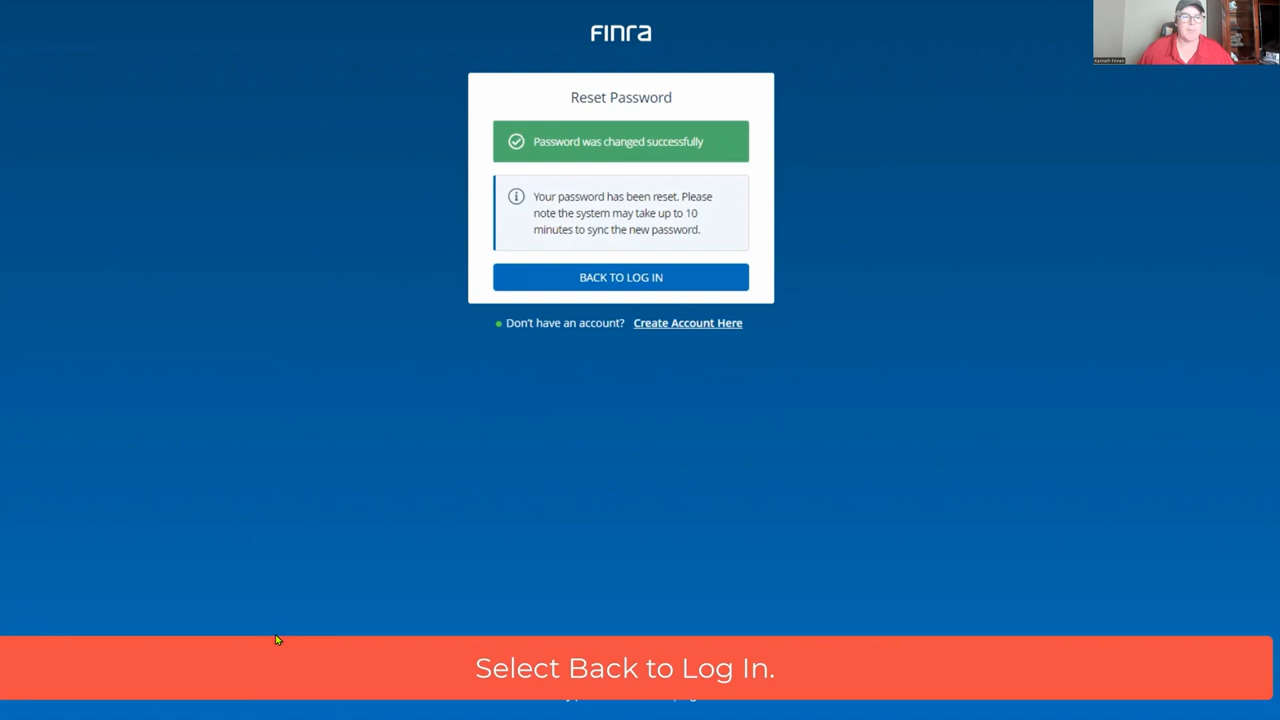 Finra
Reset Password
Password was changed successfully
Your password has been reset. Please
note the system may take up to 10
minutes to sync the new password.
BACK TO LOG IN
Don't have an account? Create Account Here
Select Back to Log In.